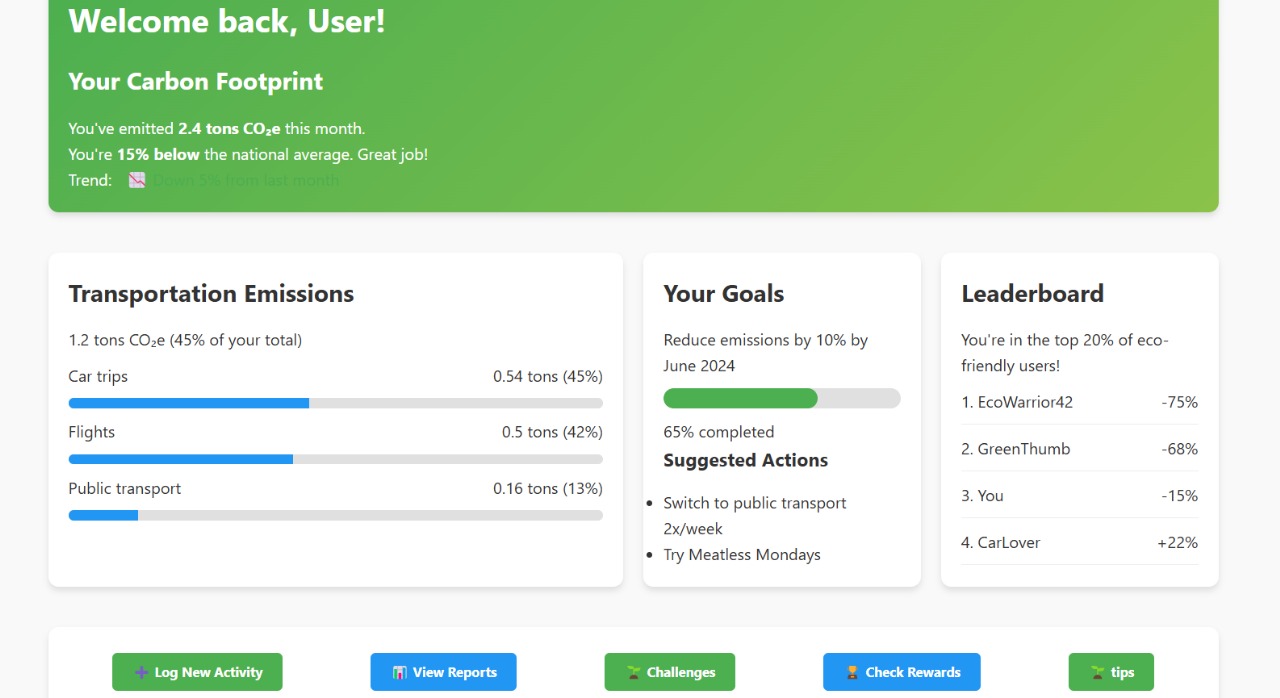 Welcome back, User!
Your Carbon Footprint
You've emitted 2.4 tons CO₂e this month.
You're 15% below the national average. Great job!
Trend: 📉 Down 5% from last month
Transportation Emissions
1.2 tons CO₂e (45% of your total)
Car trips 0.54 tons (45%)
Flights 0.5 tons (42%)
Public transport 0.16 tons (13%)
Your Goals
Reduce emissions by 10% by
June 2024
65% completed
Suggested Actions
• Switch to public transport
2x/week
• Try Meatless Mondays
Leaderboard
You're in the top 20% of eco-
friendly users!
1. EcoWarrior42 -75%
2. GreenThumb -68%
3. You -15%
4. CarLover +22%
➕ Log New Activity
📊 View Reports
🌱 Challenges
🏆 Check Rewards
🌱 tips